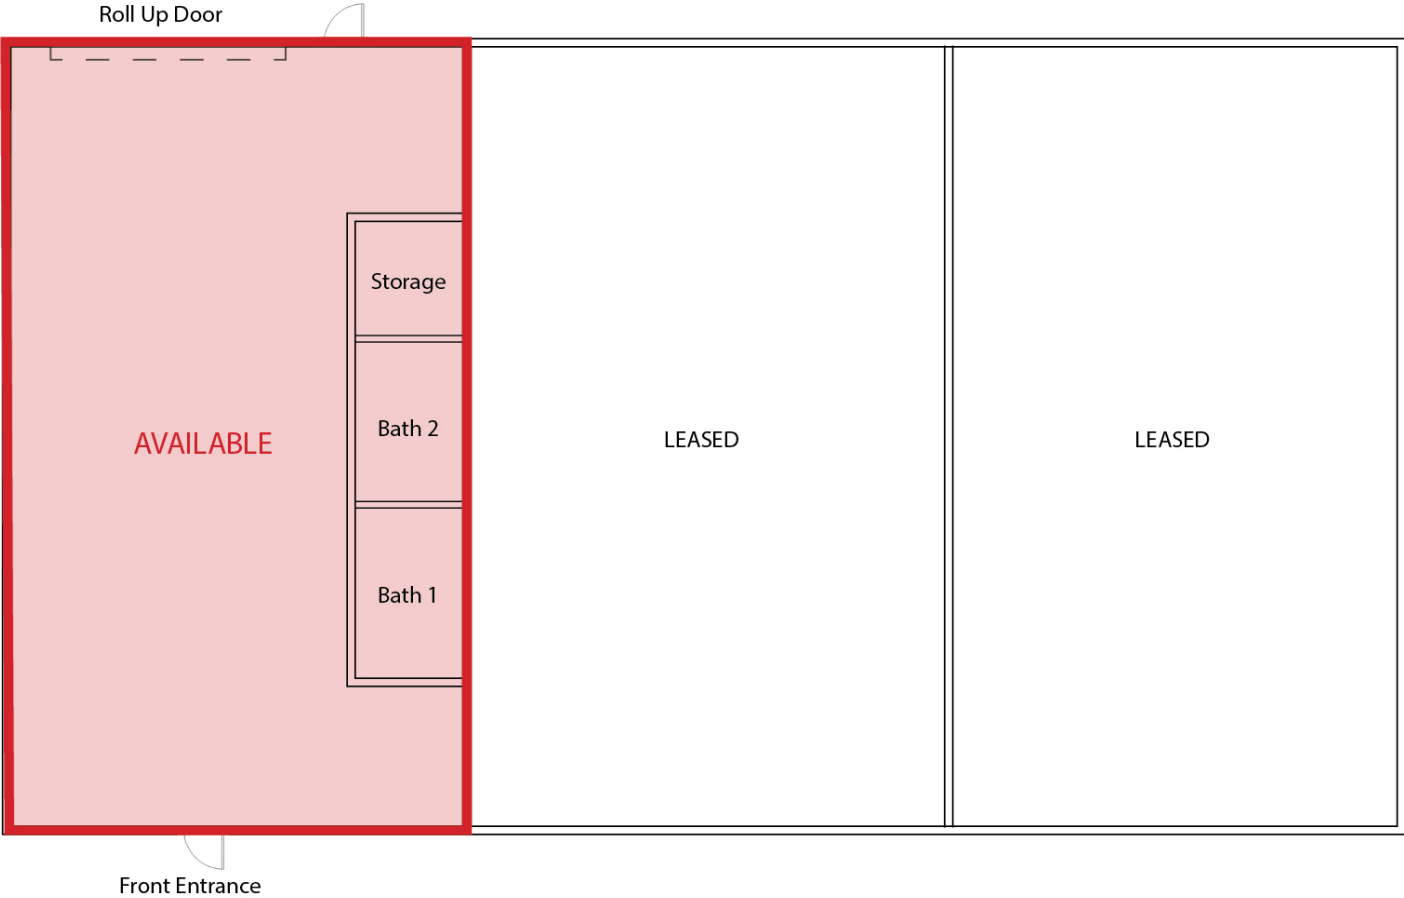 Roll Up Door
Storage
Bath 2
AVAILABLE
LEASED
LEASED
Bath 1
Front Entrance